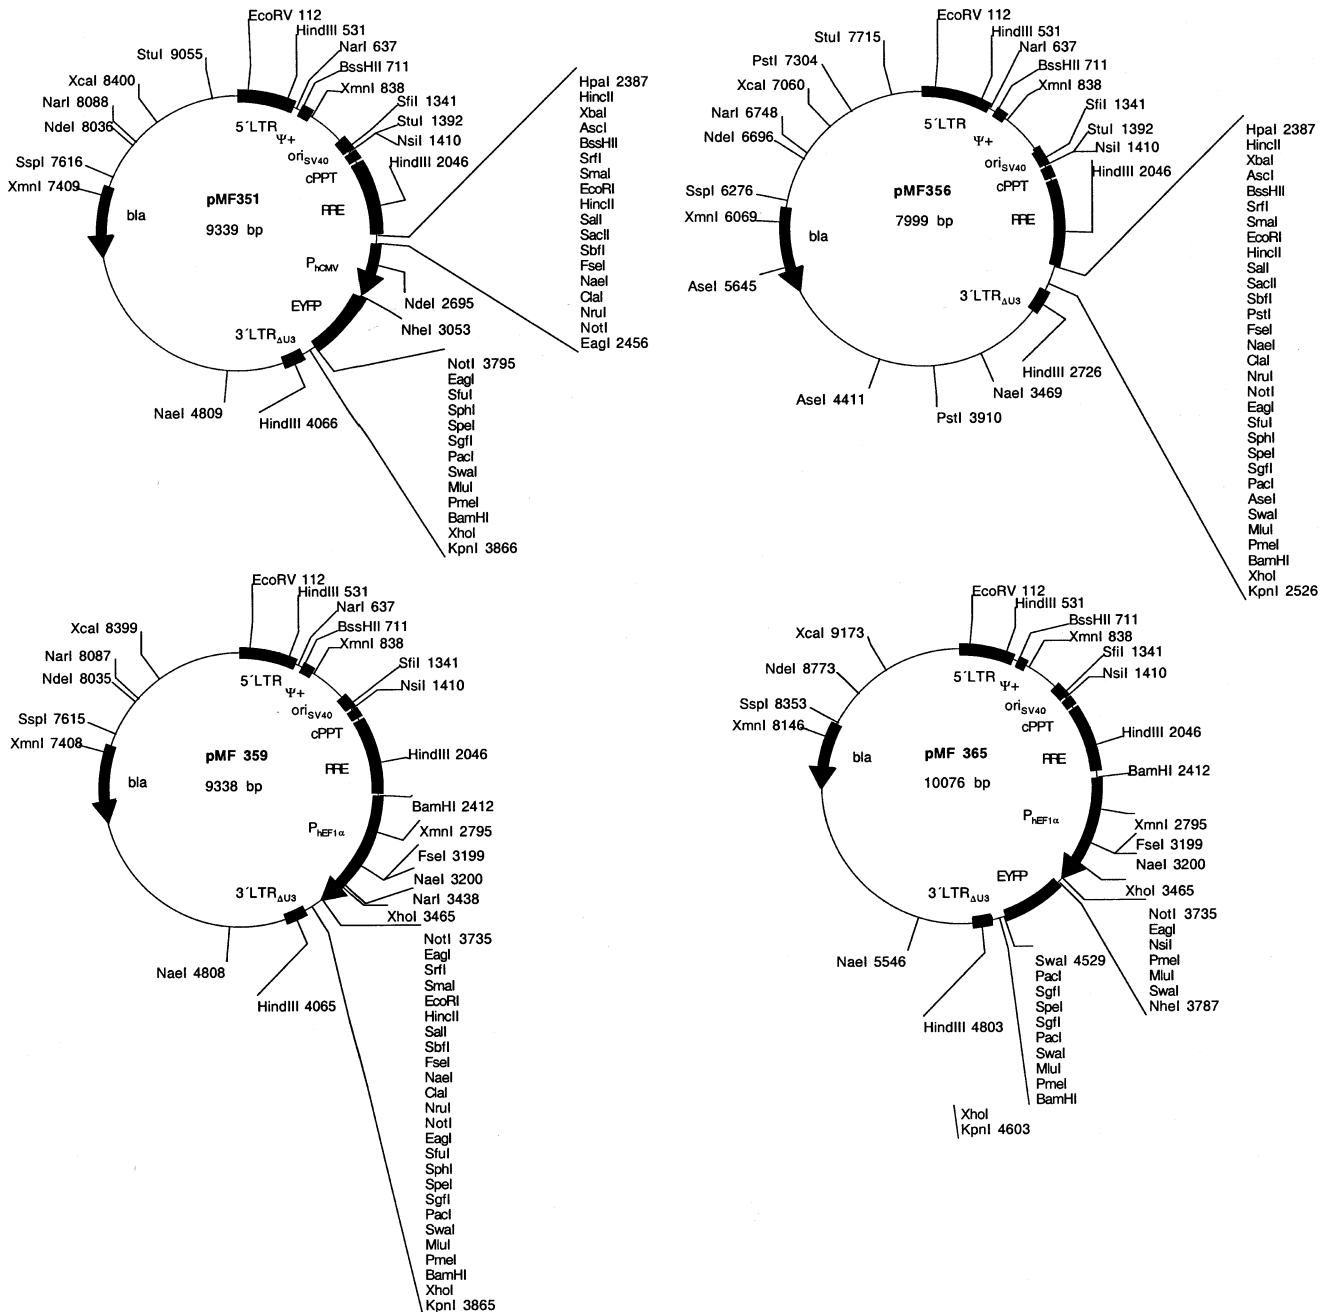 EcoRV 112
HindIII 531
NarI 637
BssHII 711
XmnI 838
SfiI 1341
StuI 1392
NsiI 1410
HindIII 2046
StuI 9055
XcaI 8400
NarI 8088
NdeI 8036
SspI 7616
XmnI 7409
5´LTR
Ψ+
oriSV40
cPPT
pMF351
RRE
9339 bp
bla
PhCMV
EYFP
3´LTRΔU3
NdeI 2695
NheI 3053
NaeI 4809
HindIII 4066
HpaI 2387
HincII
XbaI
AscI
BssHII
SrfI
SmaI
EcoRI
HincII
SalI
SacII
SbfI
FseI
NaeI
ClaI
NruI
NotI
EagI 2456
NotI 3795
EagI
SfuI
SphI
SpeI
SgfI
PacI
SwaI
MluI
PmeI
BamHI
XhoI
KpnI 3866
EcoRV 112
HindIII 531
NarI 637
BssHII 711
XmnI 838
SfiI 1341
StuI 1392
NsiI 1410
HindIII 2046
StuI 7715
PstI 7304
XcaI 7060
NarI 6748
NdeI 6696
SspI 6276
XmnI 6069
AseI 5645
5´LTR
Ψ+
oriSV40
cPPT
pMF356
RRE
7999 bp
bla
3´LTRΔU3
HindIII 2726
NaeI 3469
PstI 3910
AseI 4411
HpaI 2387
HincII
XbaI
AscI
BssHII
SrfI
SmaI
EcoRI
HincII
SalI
SacII
SbfI
PstI
FseI
NaeI
ClaI
NruI
NotI
EagI
SfuI
SphI
SpeI
SgfI
PacI
AseI
SwaI
MluI
PmeI
BamHI
XhoI
KpnI 2526
EcoRV 112
HindIII 531
NarI 637
BssHII 711
XmnI 838
SfiI 1341
NsiI 1410
HindIII 2046
BamHI 2412
XmnI 2795
FseI 3199
NaeI 3200
NarI 3438
XhoI 3465
XcaI 8399
NarI 8087
NdeI 8035
SspI 7615
XmnI 7408
5´LTR
Ψ+
oriSV40
cPPT
pMF 359
RRE
9338 bp
bla
PhEF1α
3´LTRΔU3
NaeI 4808
HindIII 4065
NotI 3735
EagI
SrfI
SmaI
EcoRI
HincII
SalI
SbfI
FseI
NaeI
ClaI
NruI
NotI
EagI
SfuI
SphI
SpeI
SgfI
PacI
SwaI
MluI
PmeI
BamHI
XhoI
KpnI 3865
EcoRV 112
HindIII 531
BssHII 711
XmnI 838
SfiI 1341
NsiI 1410
HindIII 2046
BamHI 2412
XmnI 2795
FseI 3199
NaeI 3200
XhoI 3465
XcaI 9173
NdeI 8773
SspI 8353
XmnI 8146
5´LTR
Ψ+
oriSV40
cPPT
pMF 365
RRE
10076 bp
bla
PhEF1α
EYFP
3´LTRΔU3
NaeI 5546
HindIII 4803
NotI 3735
EagI
NsiI
PmeI
MluI
SwaI
NheI 3787
SwaI 4529
PacI
SgfI
SpeI
SgfI
PacI
SwaI
MluI
PmeI
BamHI
XhoI
KpnI 4603